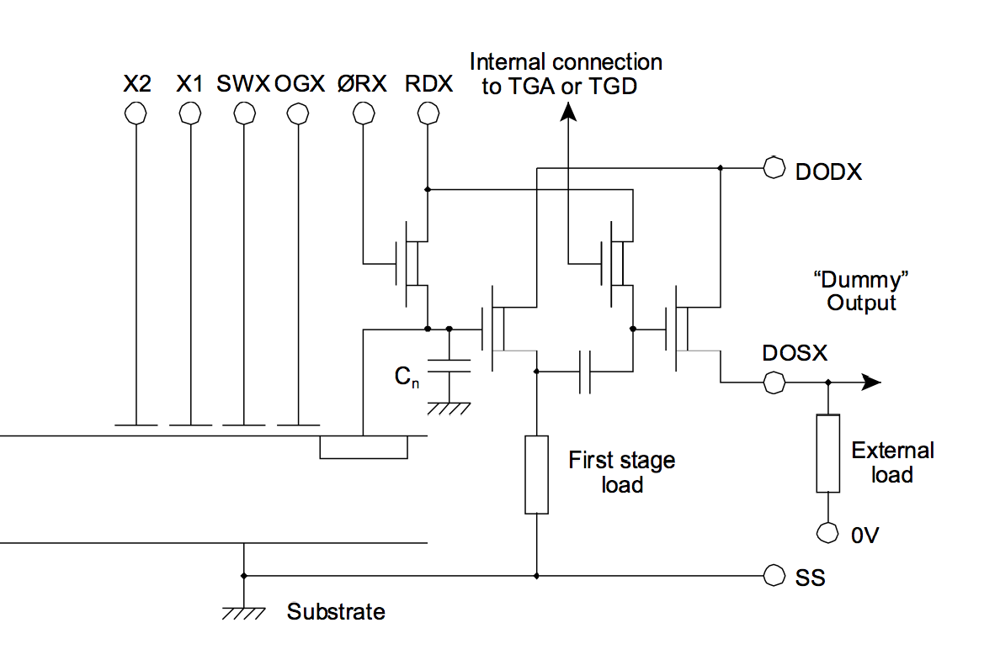 Internal connection
to TGA or TGD
X2 X1 SWX OGX ØRX RDX
DODX
“Dummy”
Output
DOSX
Cn
First stage
load
External
load
0V
SS
Substrate